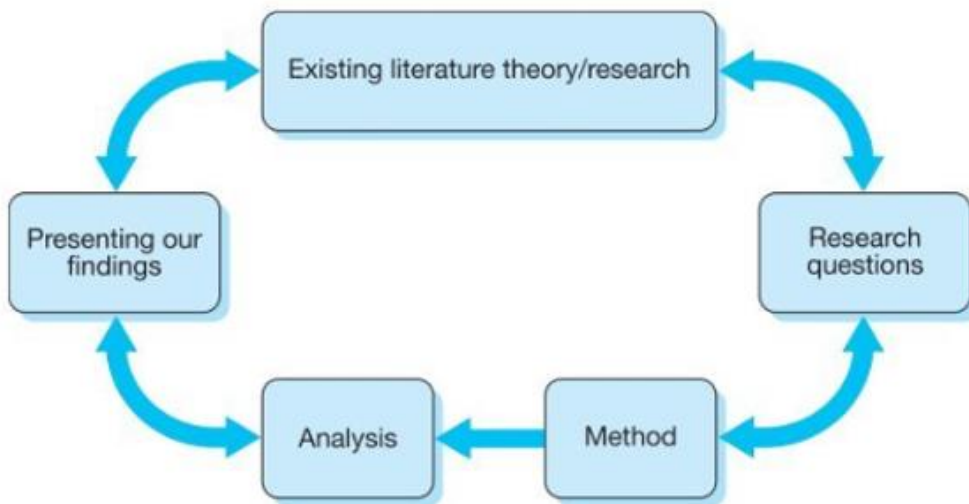 Existing literature theory/research
Presenting our
findings
Research
questions
Analysis
Method